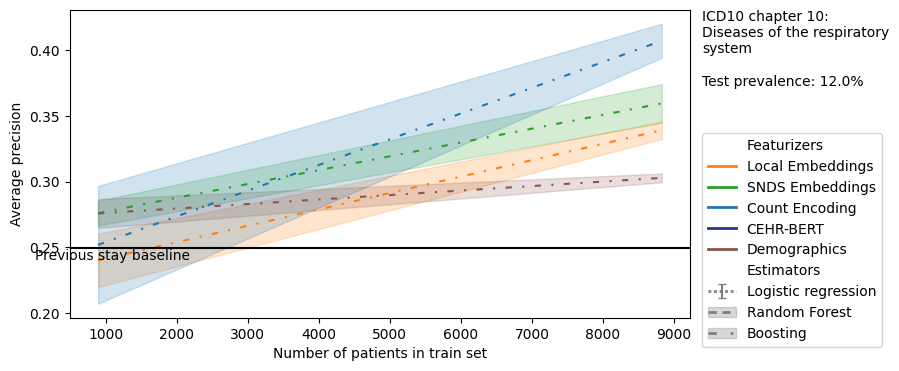 ICD10 chapter 10:
Diseases of the respiratory
system
Test prevalence: 12.0%
Average precision
0.40
0.35
0.30
0.25
0.20
Previous stay baseline
1000 2000 3000 4000 5000 6000 7000 8000 9000
Number of patients in train set
Featurizers
Local Embeddings
SNDS Embeddings
Count Encoding
CEHR-BERT
Demographics
Estimators
Logistic regression
Random Forest
Boosting